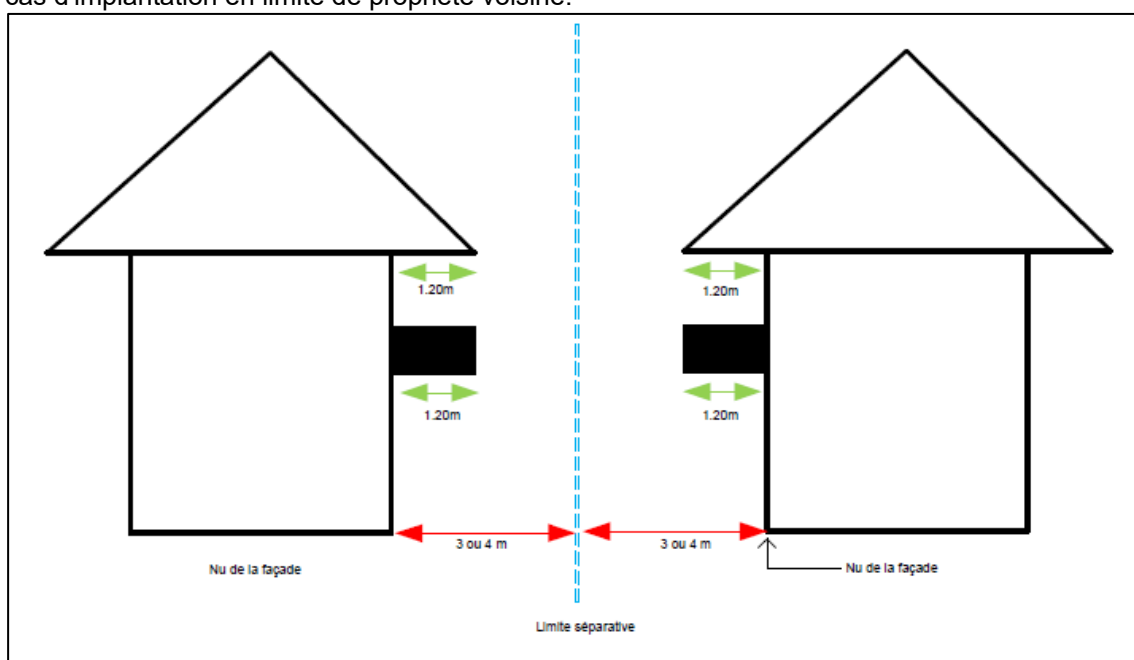 cas d'implantation en limite de propriété voisine.
1.20m
1.20m
1.20m
1.20m
3 ou 4 m
3 ou 4 m
Nu de la façade
Nu de la façade
Limite séparative